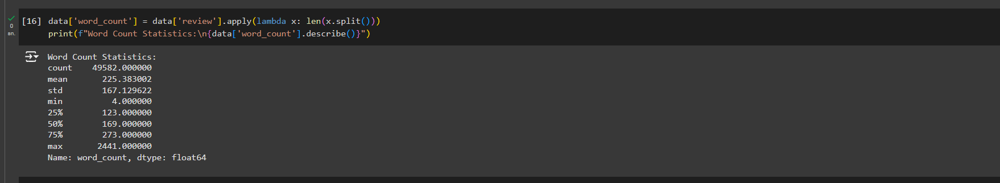 [16] data['word_count'] = data['review'].apply(lambda x: len(x.split()))
0
sn.
print(f"Word Count Statistics:\n{data['word_count'].describe()}")
Word Count Statistics:
count    49582.000000
mean       225.383002
std        167.129622
min          4.000000
25%        123.000000
50%        169.000000
75%        273.000000
max       2441.000000
Name: word_count, dtype: float64